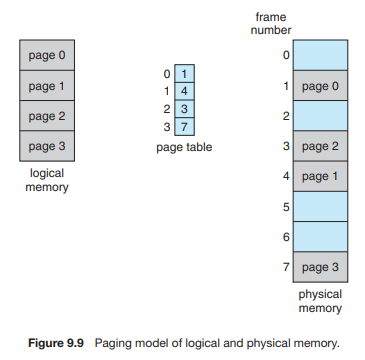 frame
number
page 0
page 1
page 2
page 3
logical
memory
0 1
1 4
2 3
3 7
page table
0
1 page 0
2
3 page 2
4 page 1
5
6
7 page 3
physical
memory
Figure 9.9 Paging model of logical and physical memory.